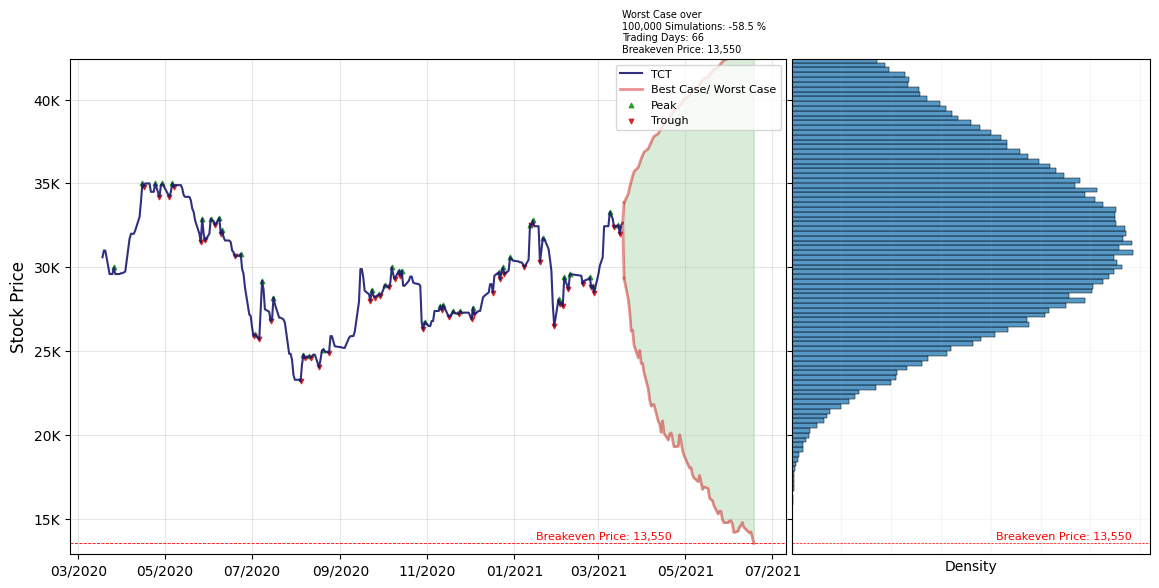 Worst Case over
100,000 Simulations: -58.5 %
Trading Days: 66
Breakeven Price: 13,550
TCT
Best Case/ Worst Case
Peak
Trough
Stock Price
40K
35K
30K
25K
20K
15K
Breakeven Price: 13,550
Breakeven Price: 13,550
03/2020
05/2020
07/2020
09/2020
11/2020
01/2021
03/2021
05/2021
07/2021
Density